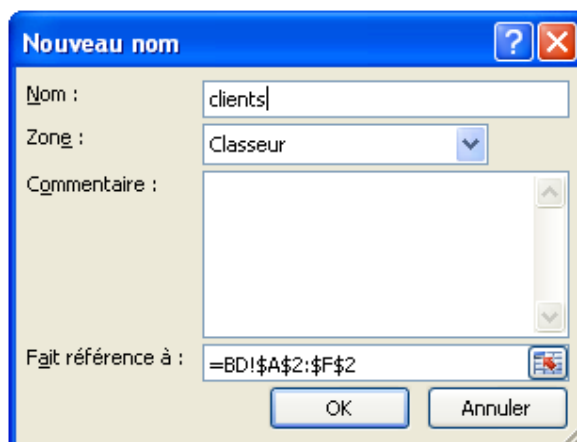 Nouveau nom
Nom : clients
Zone : Classeur
Commentaire :
Fait référence à : =BD!$A$2:$F$2
OK Annuler